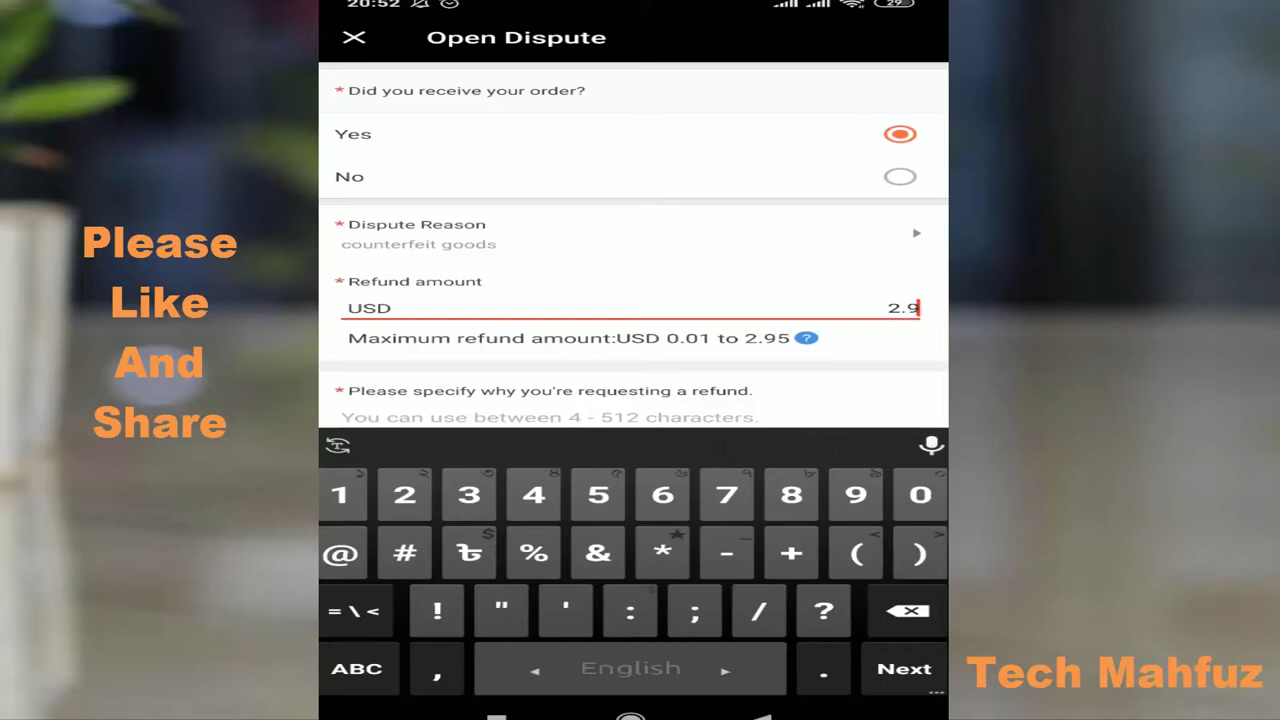 20:52
29
Open Dispute
* Did you receive your order?
Yes
No
* Dispute Reason
counterfeit goods
* Refund amount
USD 2.9
Maximum refund amount:USD 0.01 to 2.95 ?
* Please specify why you're requesting a refund.
You can use between 4 - 512 characters.
1 2 3 4 5 6 7 8 9 0
@ # ৳ % & * - + ( )
= \ < ! " ' : ; / ?
ABC , English . Next
Please
Like
And
Share
Tech Mahfuz